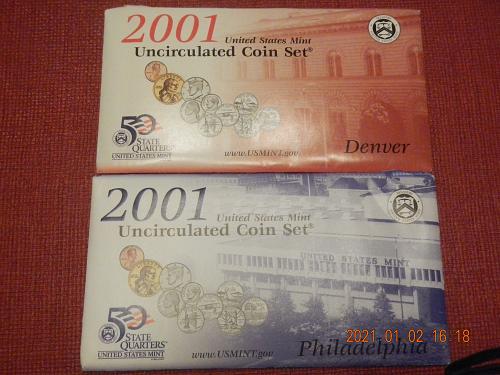 2001 United States Mint
Uncirculated Coin Set®
50
STATE
QUARTERS
UNITED STATES MINT
www.USMINT.gov
Denver
2001 United States Mint
Uncirculated Coin Set®
UNITED STATES MINT
50
STATE
QUARTERS
UNITED STATES MINT
www.USMINT.gov
Philadelphia
2021.01.02 16:18